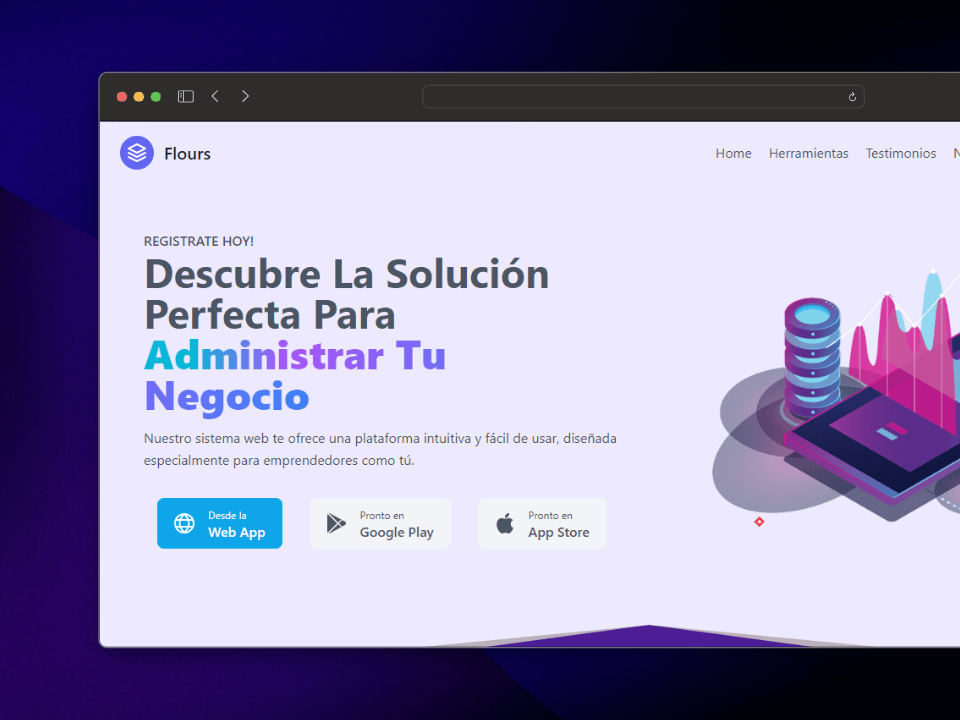 Flours
Home Herramientas Testimonios N
REGISTRATE HOY!
Descubre La Solución
Perfecta Para
Administrar Tu
Negocio
Nuestro sistema web te ofrece una plataforma intuitiva y fácil de usar, diseñada
especialmente para emprendedores como tú.
Desde la
Web App
Pronto en
Google Play
Pronto en
App Store